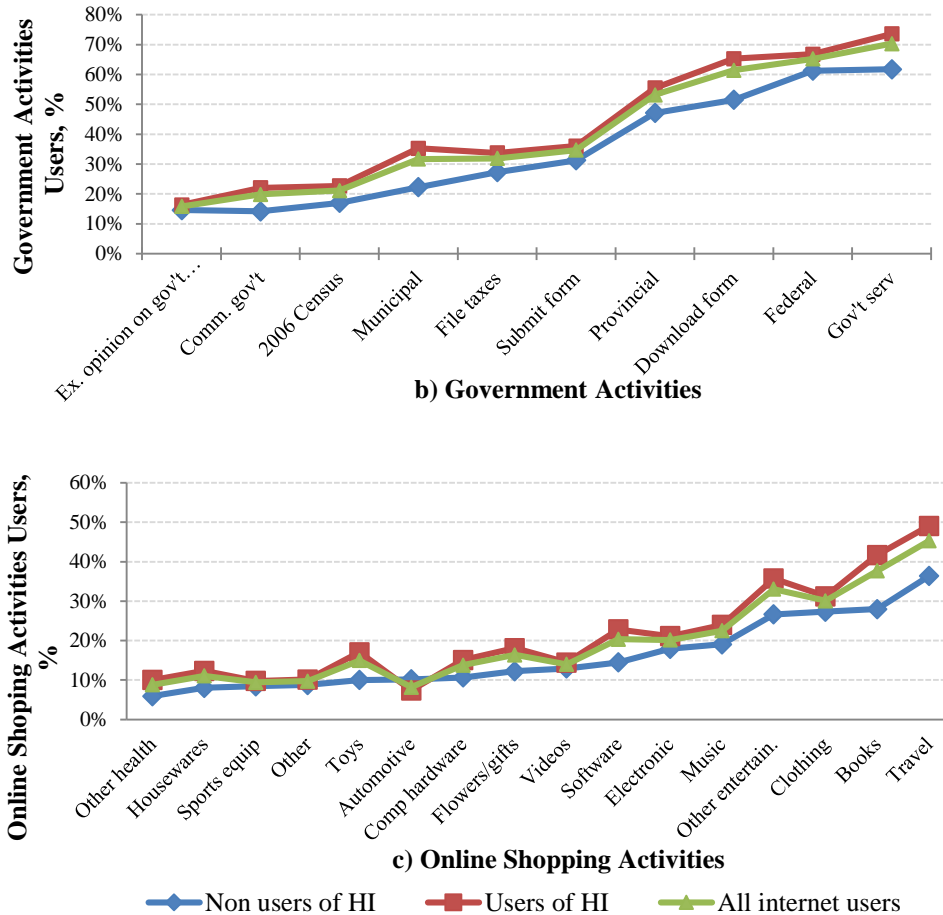 Government Activities
Users, %
80%
70%
60%
50%
40%
30%
20%
10%
0%
Ex. opinion on gov't…
Comm. gov't
2006 Census
Municipal
File taxes
Submit form
Provincial
Download form
Federal
Gov't serv
b) Government Activities
Online Shoping Activities Users,
%
60%
50%
40%
30%
20%
10%
0%
Other health
Housewares
Sports equip
Other
Toys
Automotive
Comp hardware
Flowers/gifts
Videos
Software
Electronic
Music
Other entertain.
Clothing
Books
Travel
c) Online Shopping Activities
Non users of HI
Users of HI
All internet users